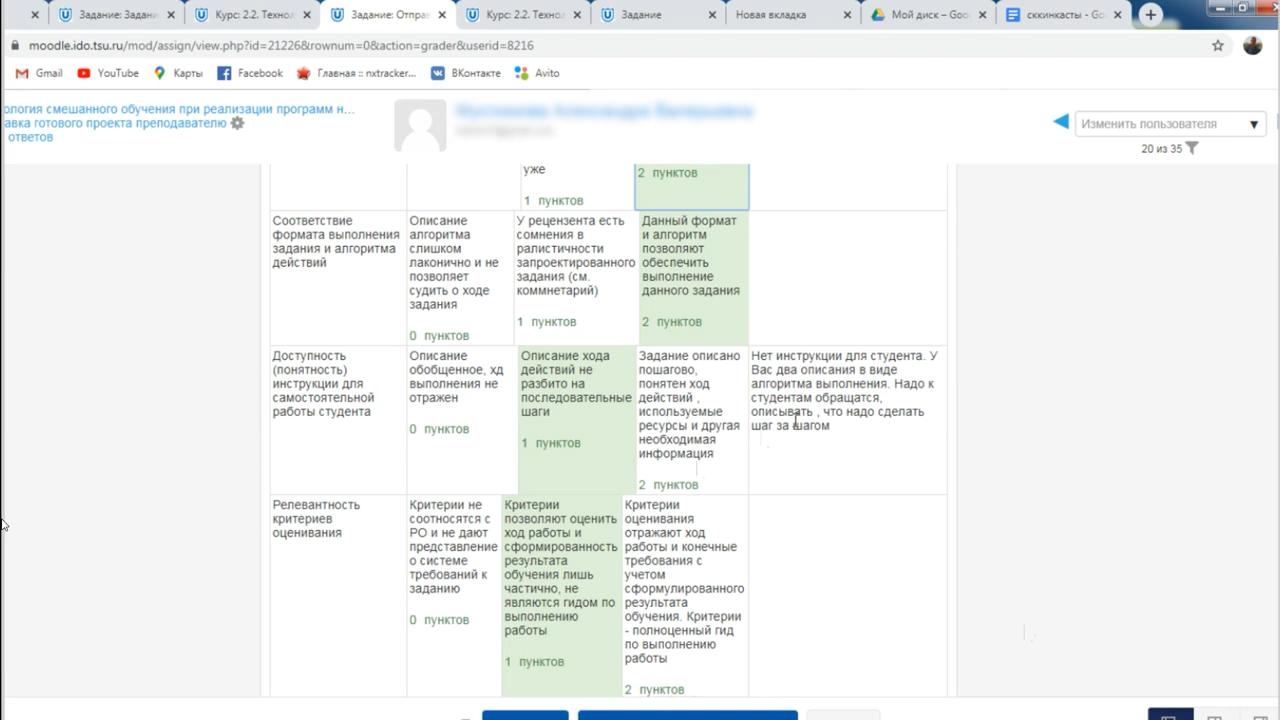 Задание: Задани
Курс: 2.2. Технол
Задание: Отпра
Курс: 2.2. Технол
Задание
Новая вкладка
Мой диск – Goo
сккинкасты - Go
moodle.ido.tsu.ru/mod/assign/view.php?id=21226&rownum=0&action=grader&userid=8216
Gmail
YouTube
Карты
Facebook
Главная :: nxtracker...
ВКонтакте
Avito
ология смешанного обучения при реализации программ н...
авка готового проекта преподавателю
ответов
Изменить пользователя
20 из 35
уже
1 пунктов
2 пунктов
Соответствие
формата выполнения
задания и алгоритма
действий
Описание
алгоритма
слишком
лаконично и не
позволяет
судить о ходе
задания
0 пунктов
У рецензента есть
сомнения в
ралистичности
запроектированного
задания (см.
коммнетарий)
1 пунктов
Данный формат
и алгоритм
позволяют
обеспечить
выполнение
данного задания
2 пунктов
Доступность
(понятность)
инструкции для
самостоятельной
работы студента
Описание
обобщенное, хд
выполнения не
отражен
0 пунктов
Описание хода
действий не
разбито на
последовательные
шаги
1 пунктов
Задание описано
пошагово,
понятен ход
действий ,
используемые
ресурсы и другая
необходимая
информация
2 пунктов
Нет инструкции для студента. У
Вас два описания в виде
алгоритма выполнения. Надо к
студентам обращатся,
описывать , что надо сделать
шаг за шагом
Релевантность
критериев
оценивания
Критерии не
соотносятся с
РО и не дают
представление
о системе
требований к
заданию
0 пунктов
Критерии
позволяют оценить
ход работы и
сформированность
результата
обучения лишь
частично, не
являются гидом по
выполнению
работы
1 пунктов
Критерии
оценивания
отражают ход
работы и конечные
требования с
учетом
сформулированного
результата
обучения. Критерии
- полноценный гид
по выполнению
работы
2 пунктов